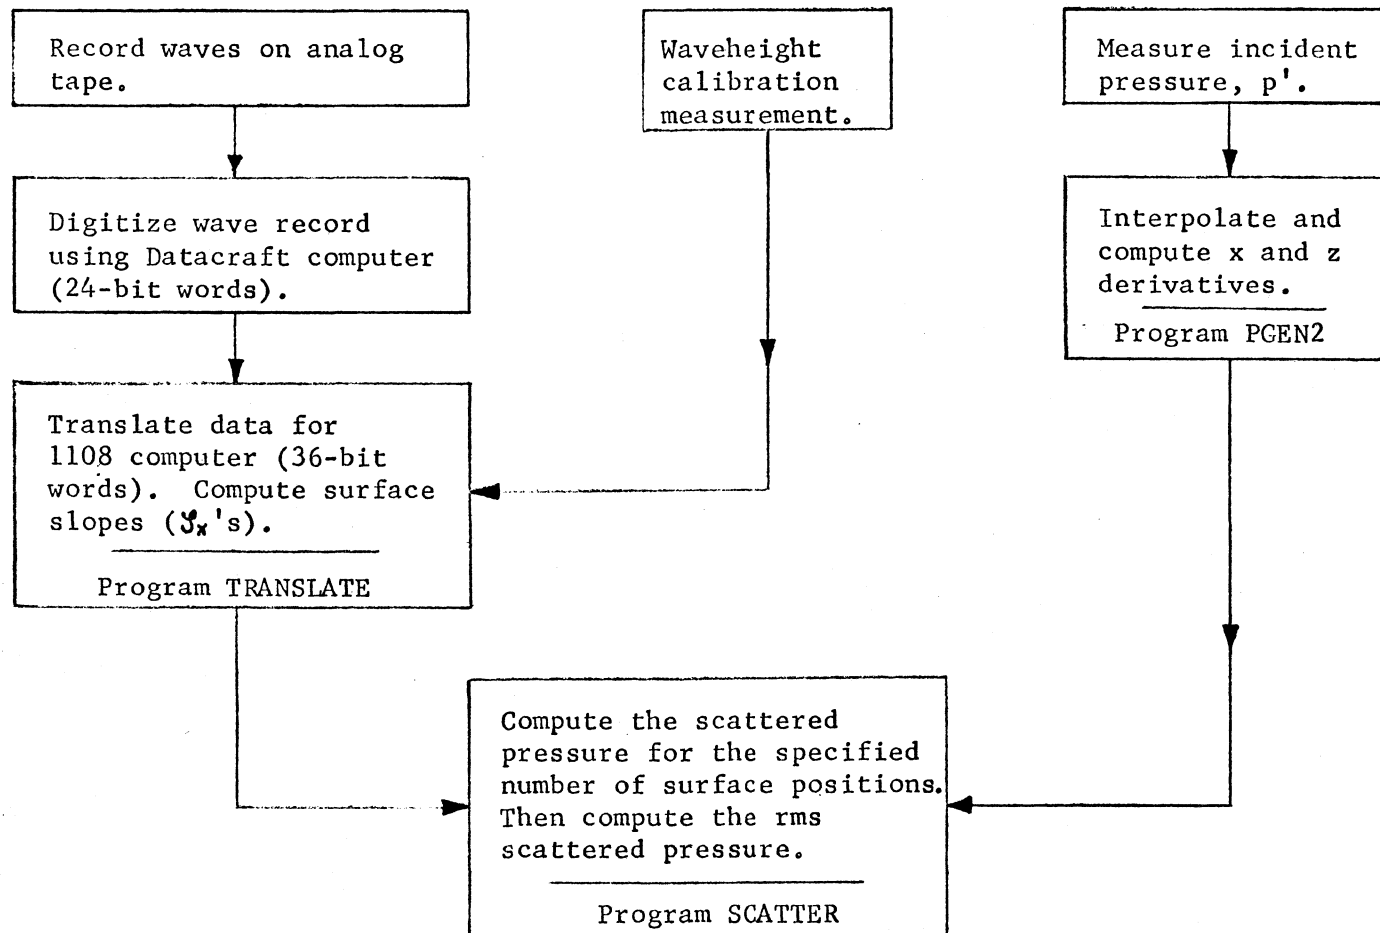 Record waves on analog
tape.
Waveheight
calibration
measurement.
Measure incident
pressure, p'.
Digitize wave record
using Datacraft computer
(24-bit words).
Interpolate and
compute x and z
derivatives.
Program PGEN2
Translate data for
1108 computer (36-bit
words). Compute surface
slopes (ζₓ's).
Program TRANSLATE
Compute the scattered
pressure for the specified
number of surface positions.
Then compute the rms
scattered pressure.
Program SCATTER